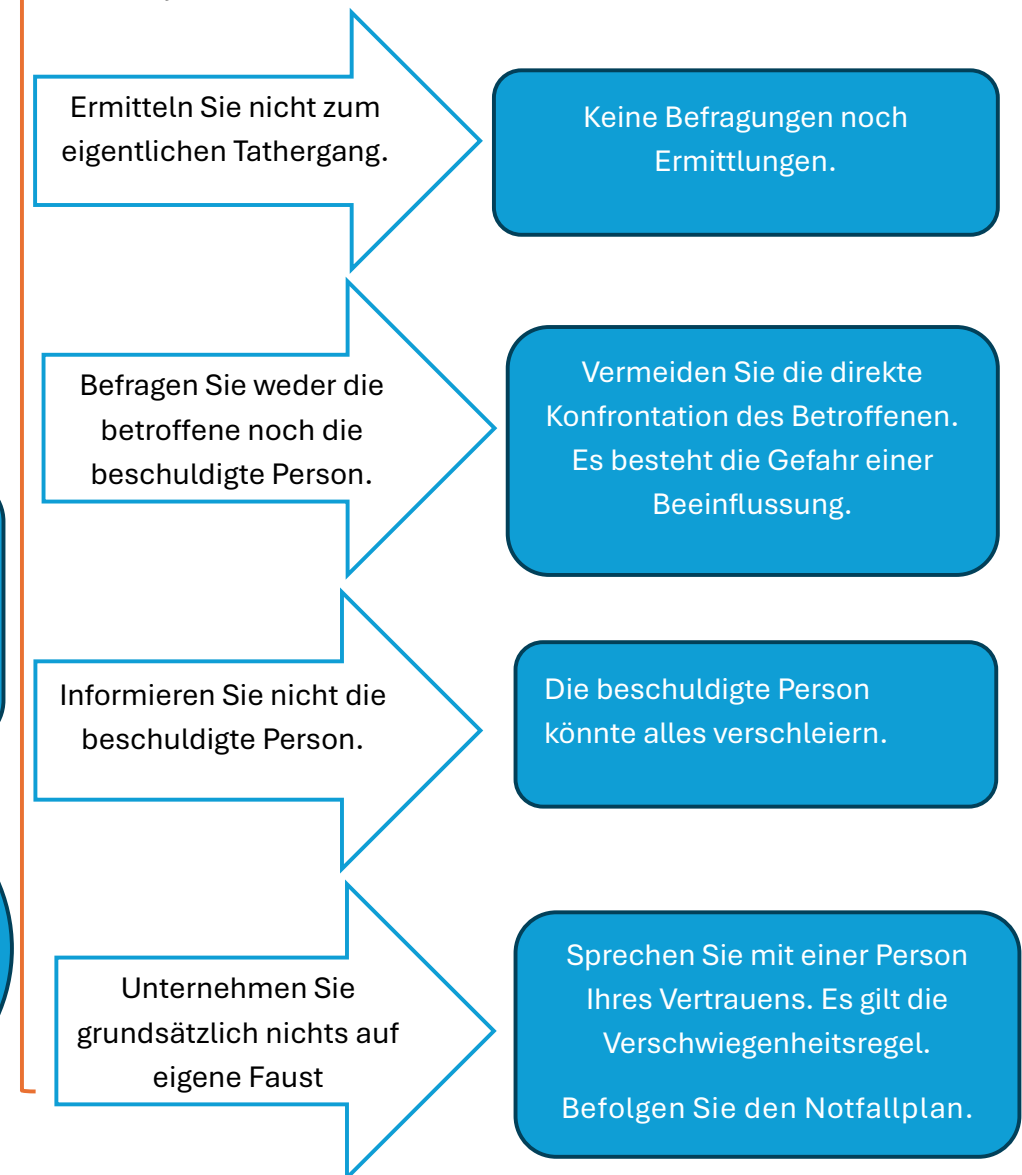 Ermitteln Sie nicht zum
eigentlichen Tathergang.
Keine Befragungen noch
Ermittlungen.
Befragen Sie weder die
betroffene noch die
beschuldigte Person.
Vermeiden Sie die direkte
Konfrontation des Betroffenen.
Es besteht die Gefahr einer
Beeinflussung.
Informieren Sie nicht die
beschuldigte Person.
Die beschuldigte Person
könnte alles verschleiern.
Unternehmen Sie
grundsätzlich nichts auf
eigene Faust
Sprechen Sie mit einer Person
Ihres Vertrauens. Es gilt die
Verschwiegenheitsregel.
Befolgen Sie den Notfallplan.